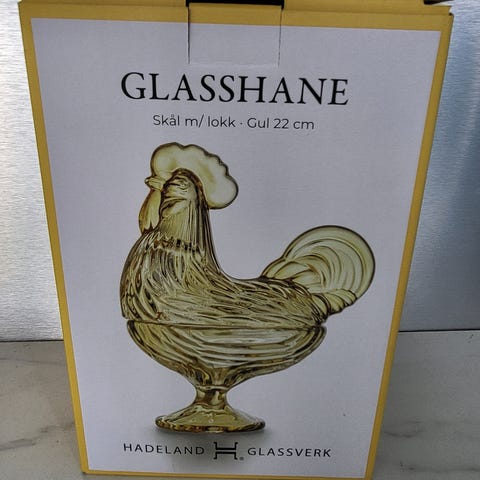 GLASSHANE
Skål m/ lokk · Gul 22 cm
HADELAND GLASSVERK